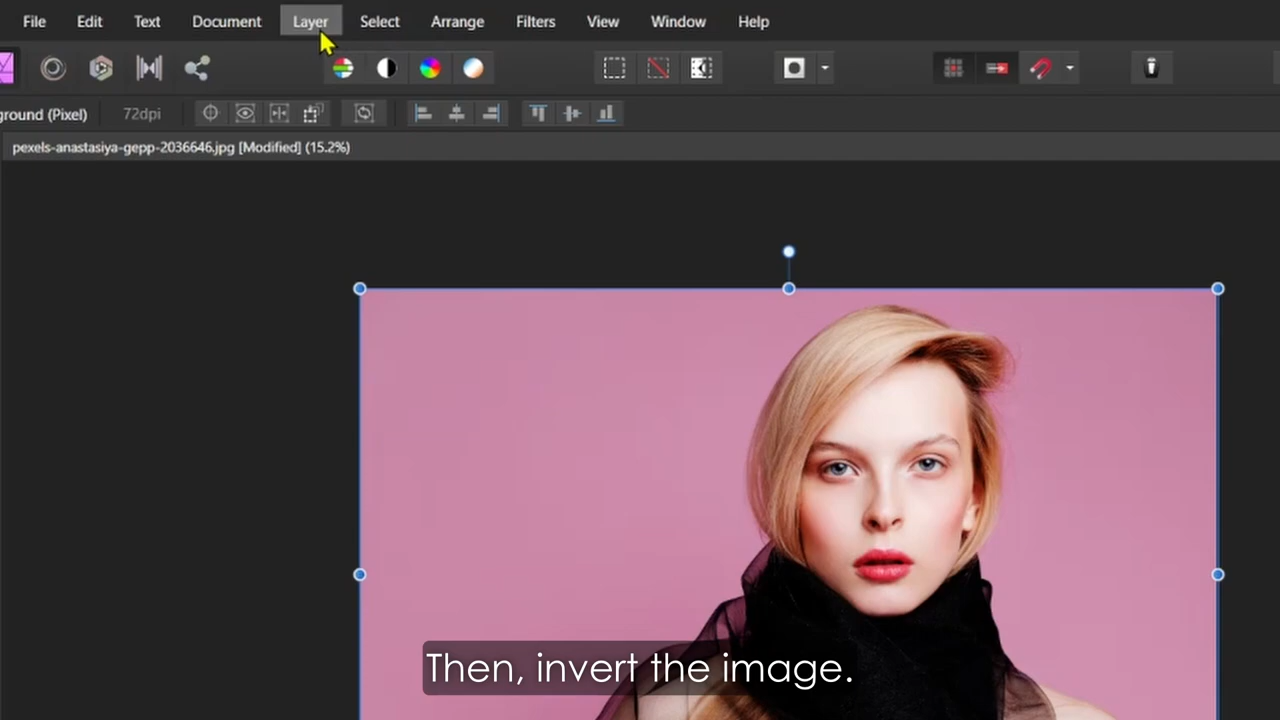 File Edit Text Document Layer Select Arrange Filters View Window Help
ground (Pixel) 72dpi
pexels-anastasiya-gepp-2036646.jpg [Modified] (15.2%)
Then, invert the image.